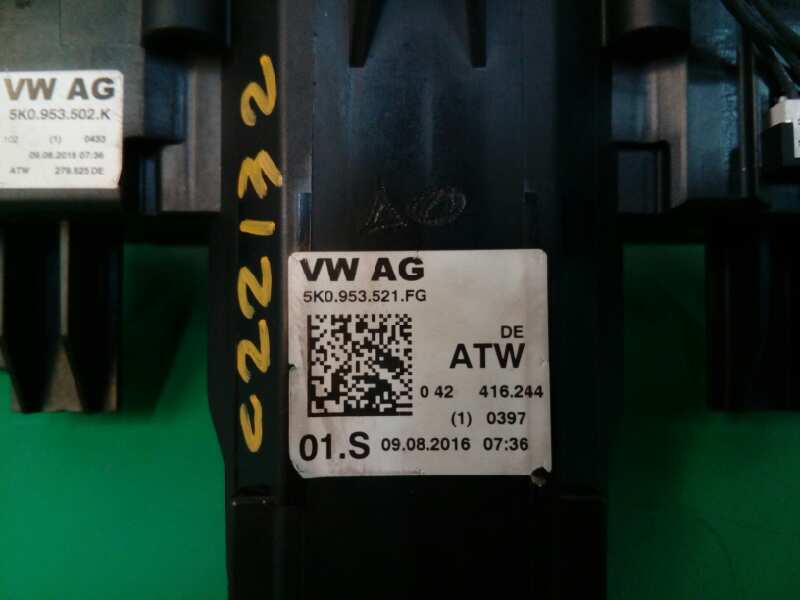 VW AG
5K0.953.502.K
102 (1) 0433
09.08.2016 07:36
ATW 279.525 DE
C22132
VW AG
5K0.953.521.FG
DE
ATW
0 42 416.244
(1) 0397
01.S 09.08.2016 07:36